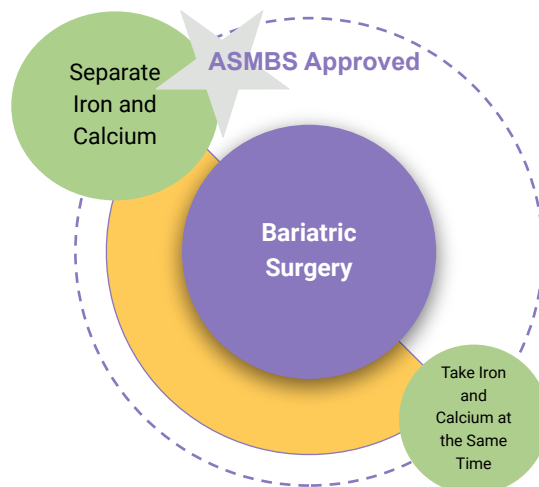 ASMBS Approved
Separate
Iron and
Calcium
Bariatric
Surgery
Take Iron
and
Calcium at
the Same
Time